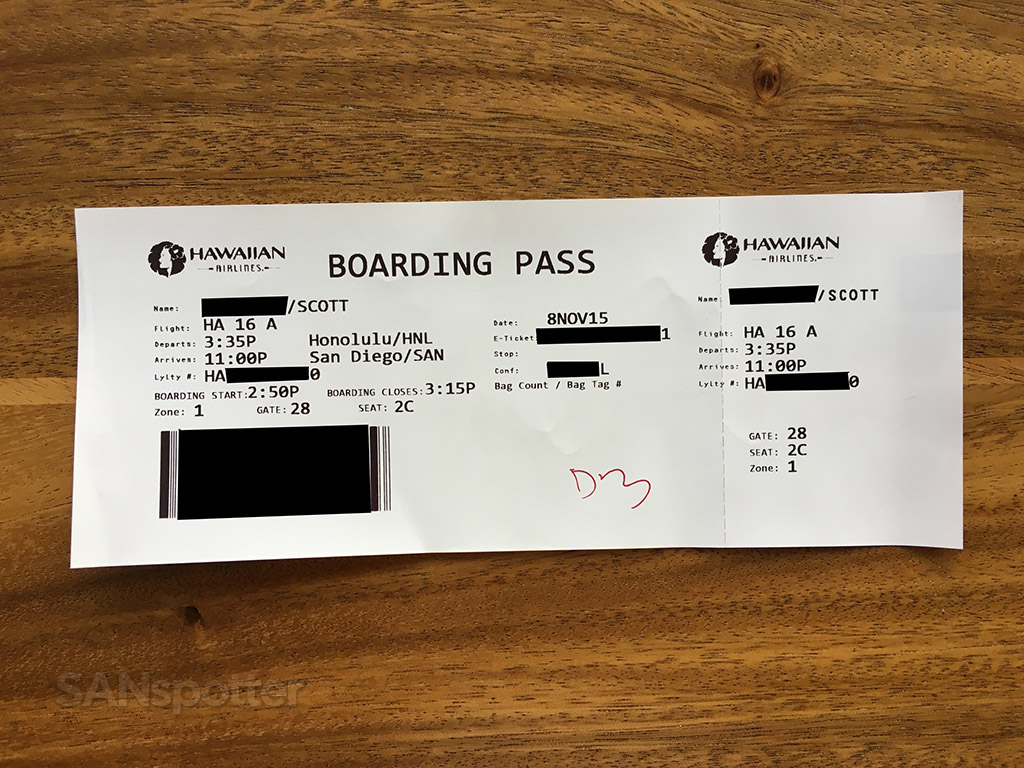 HAWAIIAN
AIRLINES
BOARDING PASS
Name: /SCOTT
Flight: HA 16 A
Departs: 3:35P Honolulu/HNL
Arrives: 11:00P San Diego/SAN
Lylty #: HA 0
BOARDING START: 2:50P BOARDING CLOSES: 3:15P
Zone: 1 GATE: 28 SEAT: 2C
Date: 8NOV15
E-Ticket 1
Stop:
Conf: L
Bag Count / Bag Tag #
HAWAIIAN
AIRLINES
Name: /SCOTT
Flight: HA 16 A
Departs: 3:35P
Arrives: 11:00P
Lylty #: HA 0
GATE: 28
SEAT: 2C
Zone: 1
SANspotter